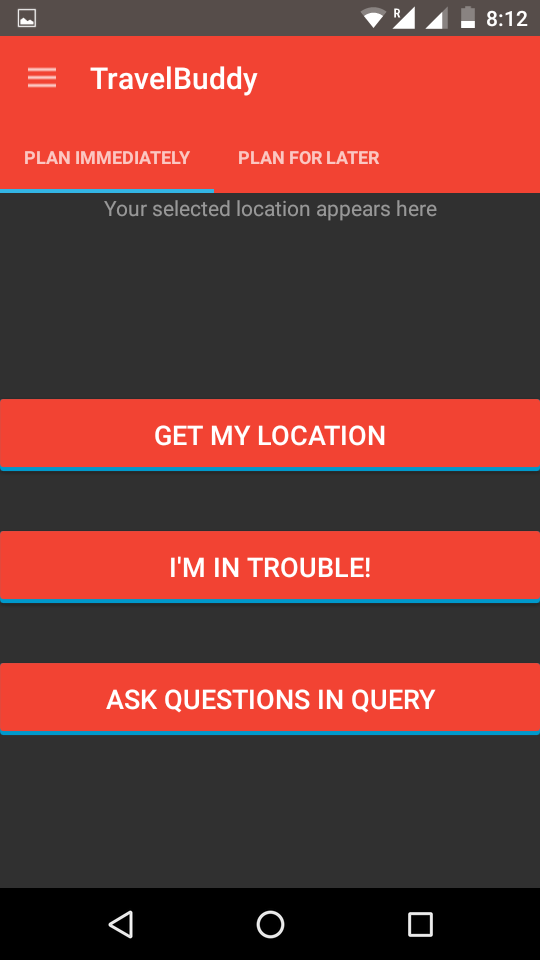 R 8:12
TravelBuddy
PLAN IMMEDIATELY PLAN FOR LATER
Your selected location appears here
GET MY LOCATION
I'M IN TROUBLE!
ASK QUESTIONS IN QUERY